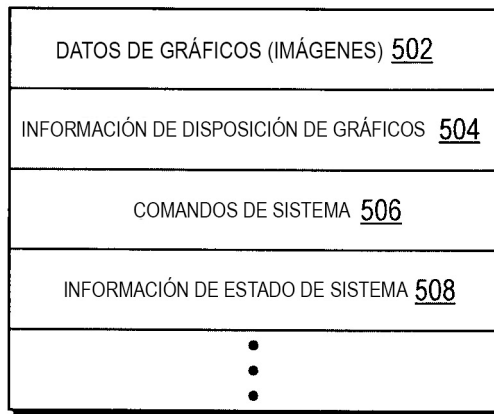 DATOS DE GRÁFICOS (IMÁGENES) 502
INFORMACIÓN DE DISPOSICIÓN DE GRÁFICOS 504
COMANDOS DE SISTEMA 506
INFORMACIÓN DE ESTADO DE SISTEMA 508